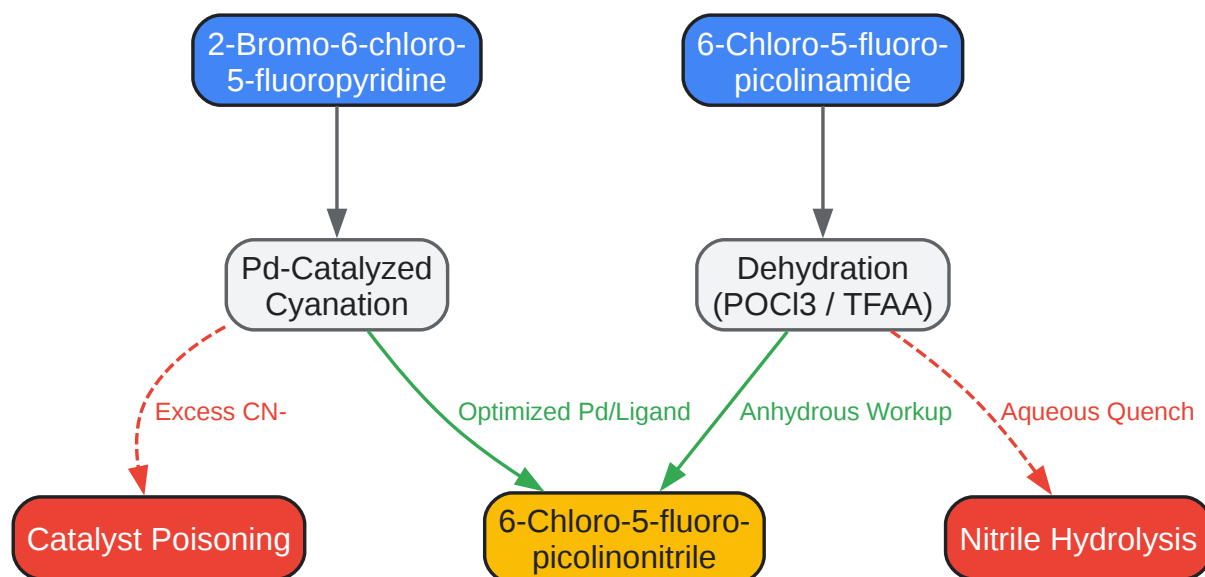 2-Bromo-6-chloro-
5-fluoropyridine
6-Chloro-5-fluoro-
picolinamide
Pd-Catalyzed
Cyanation
Dehydration
(POCl3 / TFAA)
Excess CN-
Optimized Pd/Ligand
Anhydrous Workup
Aqueous Quench
Catalyst Poisoning
6-Chloro-5-fluoro-
picolinonitrile
Nitrile Hydrolysis